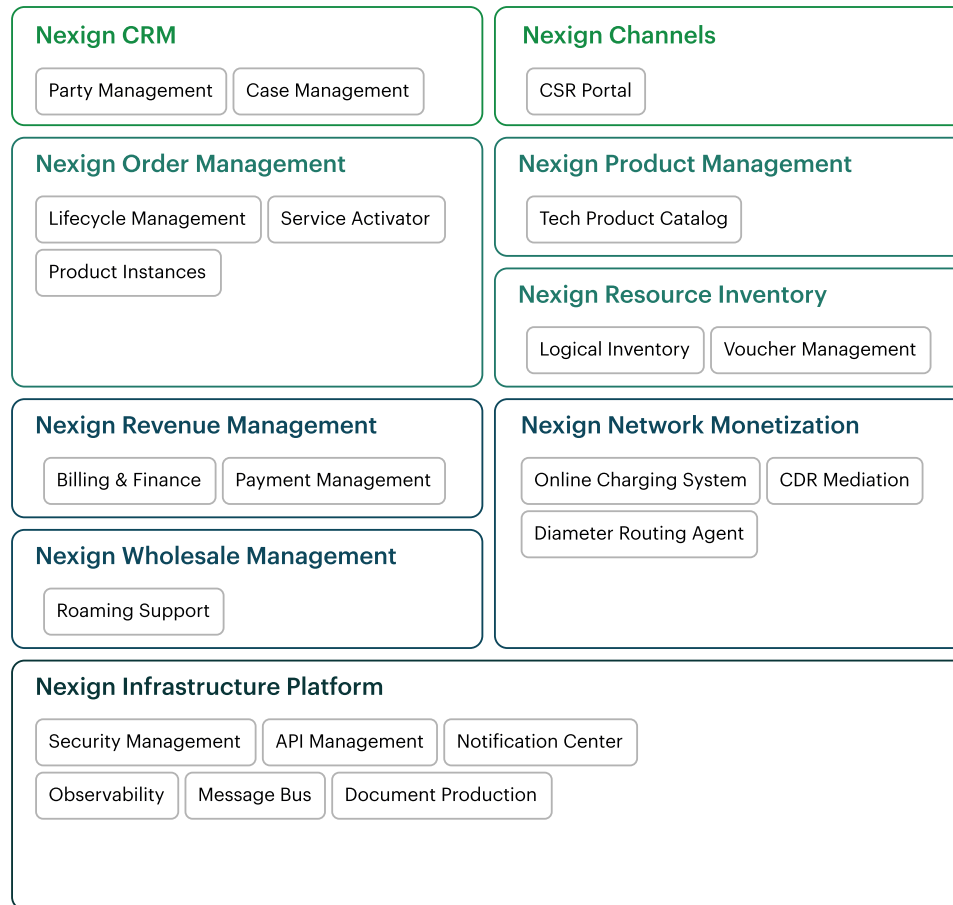 Nexign CRM
Party Management
Case Management
Nexign Channels
CSR Portal
Nexign Order Management
Lifecycle Management
Service Activator
Product Instances
Nexign Product Management
Tech Product Catalog
Nexign Resource Inventory
Logical Inventory
Voucher Management
Nexign Revenue Management
Billing & Finance
Payment Management
Nexign Network Monetization
Online Charging System
CDR Mediation
Diameter Routing Agent
Nexign Wholesale Management
Roaming Support
Nexign Infrastructure Platform
Security Management
API Management
Notification Center
Observability
Message Bus
Document Production